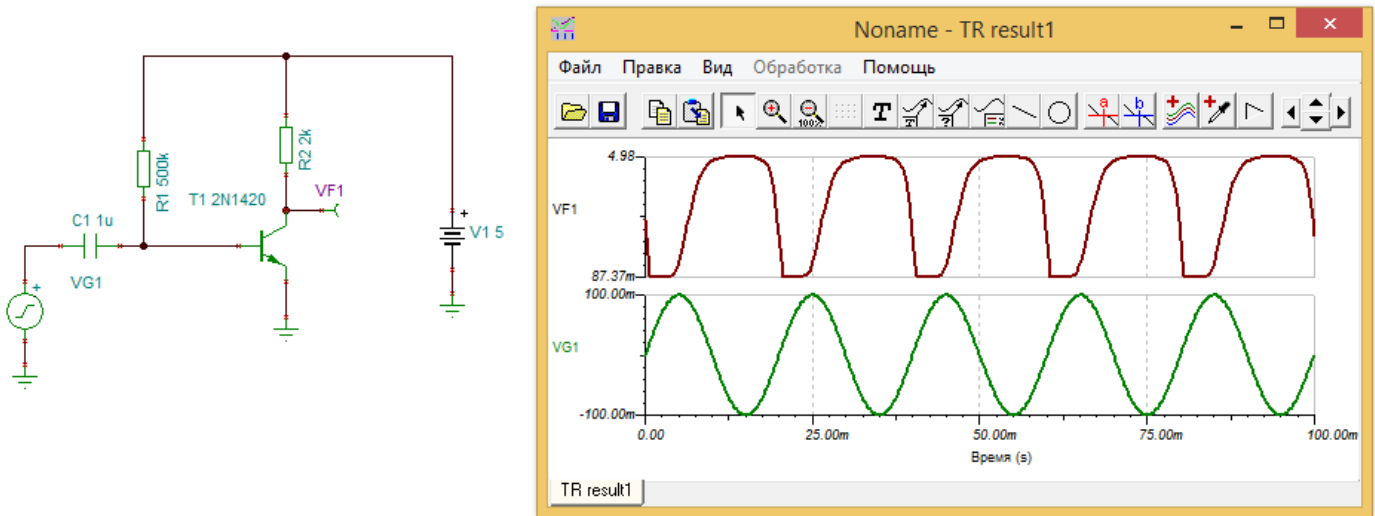 R1 500k
R2 2k
T1 2N1420
VF1
C1 1u
VG1
+
+
V1 5
Noname - TR result1
Файл Правка Вид Обработка Помощь
100% T T ? a b
4.98
VF1
87.37m
100.00m
VG1
-100.00m
0.00 25.00m 50.00m 75.00m 100.00m
Время (s)
TR result1